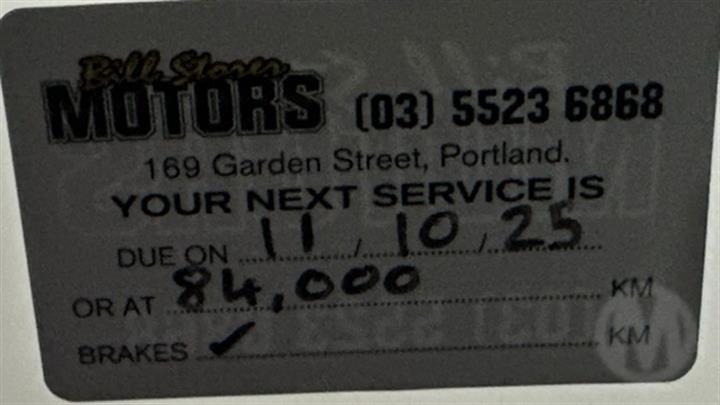 Bill Storer
MOTORS (03) 5523 6868
169 Garden Street, Portland.
YOUR NEXT SERVICE IS
DUE ON 11 / 10 / 25
OR AT 84,000 KM
BRAKES ✓ KM
M